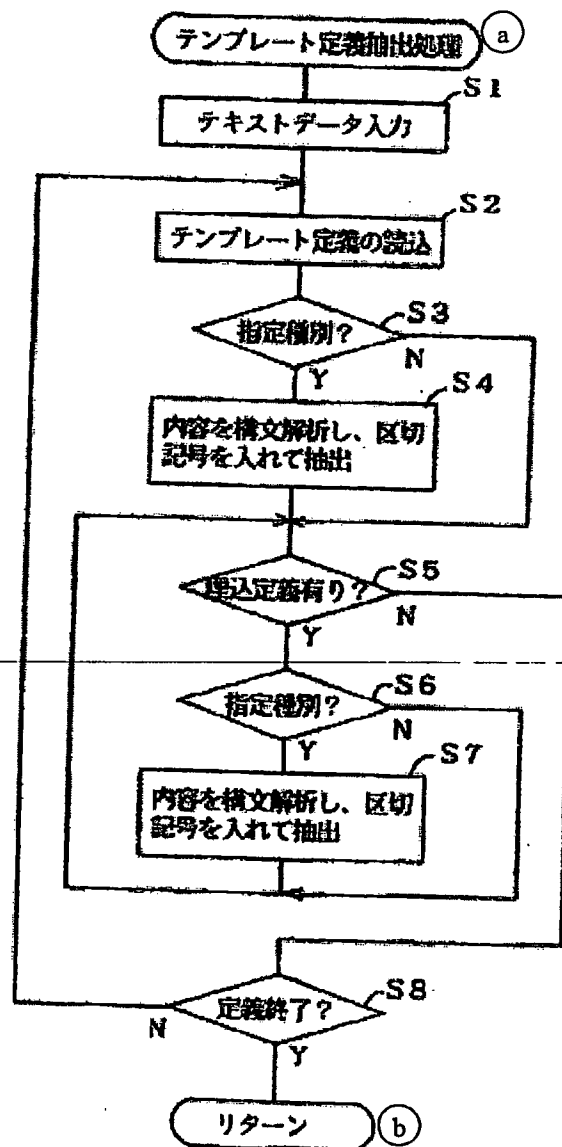 テンプレート定義抽出処理 a
S1
テキストデータ入力
S2
テンプレート定義の読込
S3
指定種別?
N
Y
S4
内容を構文解析し、区切
記号を入れて抽出
S5
埋込定義有り?
N
Y
S6
指定種別?
N
Y
S7
内容を構文解析し、区切
記号を入れて抽出
S8
定義終了?
N
Y
リターン b